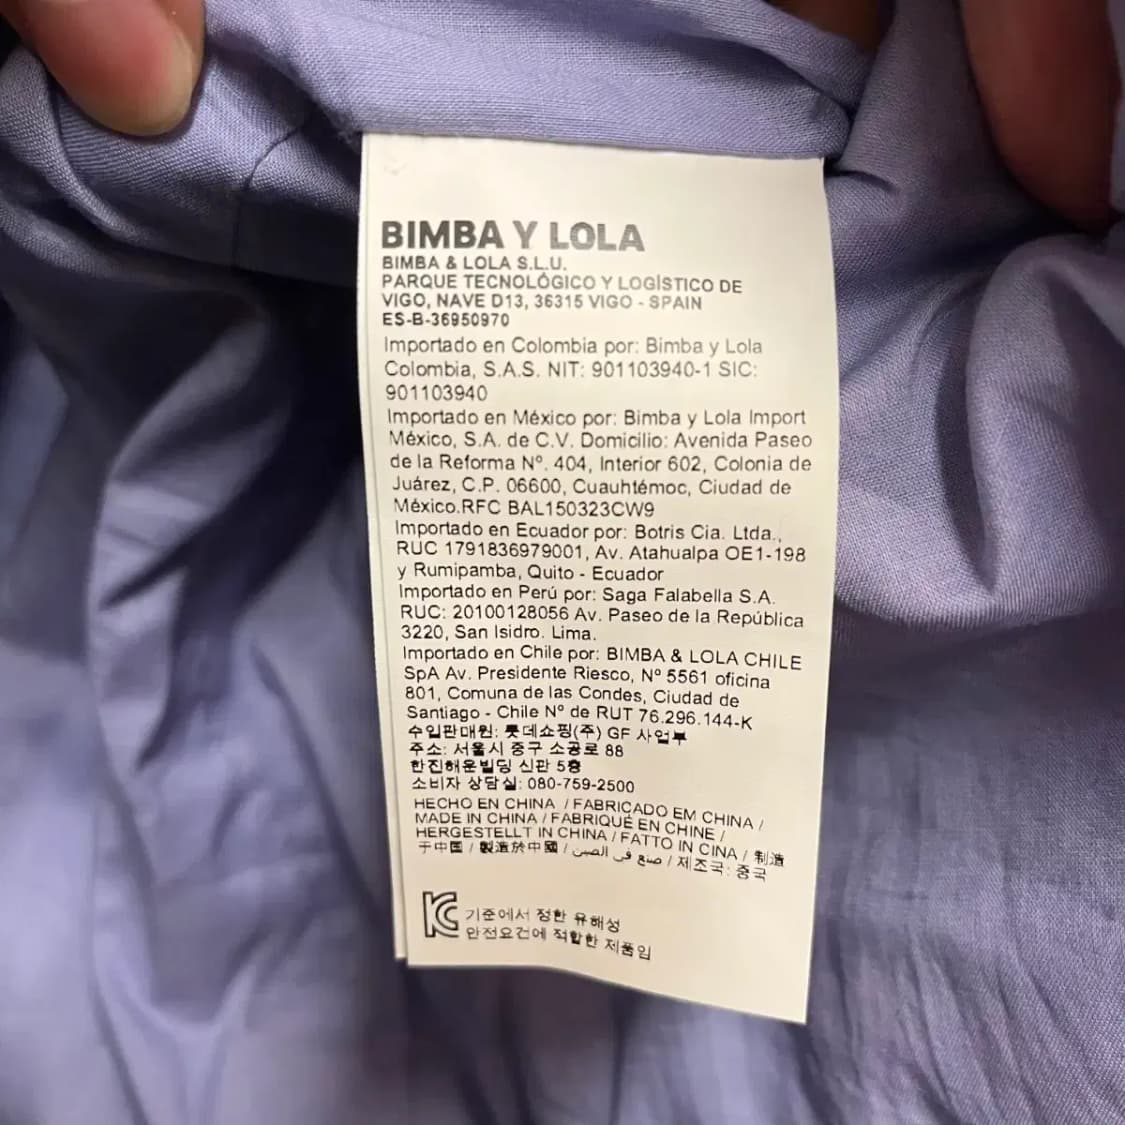 BIMBA Y LOLA
BIMBA & LOLA S.L.U.
PARQUE TECNOLÓGICO Y LOGÍSTICO DE
VIGO, NAVE D13, 36315 VIGO - SPAIN
ES-B-36950970
Importado en Colombia por: Bimba y Lola
Colombia, S.A.S. NIT: 901103940-1 SIC:
901103940
Importado en México por: Bimba y Lola Import
México, S.A. de C.V. Domicilio: Avenida Paseo
de la Reforma Nº. 404, Interior 602, Colonia de
Juárez, C.P. 06600, Cuauhtémoc, Ciudad de
México.RFC BAL150323CW9
Importado en Ecuador por: Botris Cia. Ltda.,
RUC 1791836979001, Av. Atahualpa OE1-198
y Rumipamba, Quito - Ecuador
Importado en Perú por: Saga Falabella S.A.
RUC: 20100128056 Av. Paseo de la República
3220, San Isidro. Lima.
Importado en Chile por: BIMBA & LOLA CHILE
SpA Av. Presidente Riesco, Nº 5561 oficina
801, Comuna de las Condes, Ciudad de
Santiago - Chile Nº de RUT 76.296.144-K
수입판매원: 롯데쇼핑(주) GF 사업부
주소: 서울시 중구 소공로 88
한진해운빌딩 신관 5층
소비자 상담실: 080-759-2500
HECHO EN CHINA / FABRICADO EM CHINA /
MADE IN CHINA / FABRIQUÉ EN CHINE /
HERGESTELLT IN CHINA / FATTO IN CINA / 制造
于中国 / 製造於中國 / صنع في الصين / 제조국: 중국
KC 기준에서 정한 유해성
안전요건에 적합한 제품임